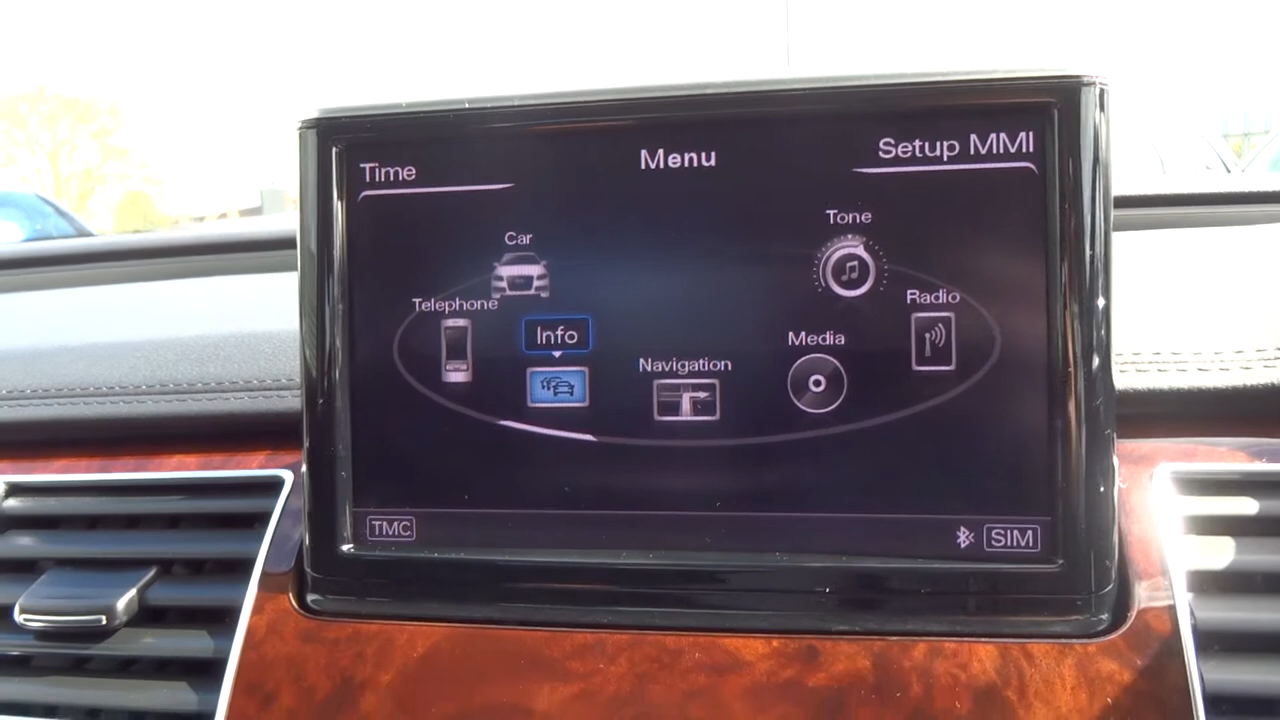 Time
Menu
Setup MMI
Tone
Car
Telephone
Radio
Info
Media
Navigation
TMC
SIM